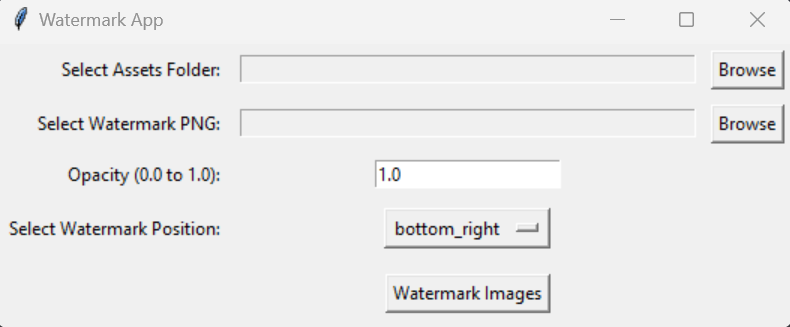 Watermark App
Select Assets Folder: Browse
Select Watermark PNG: Browse
Opacity (0.0 to 1.0): 1.0
Select Watermark Position: bottom_right
Watermark Images